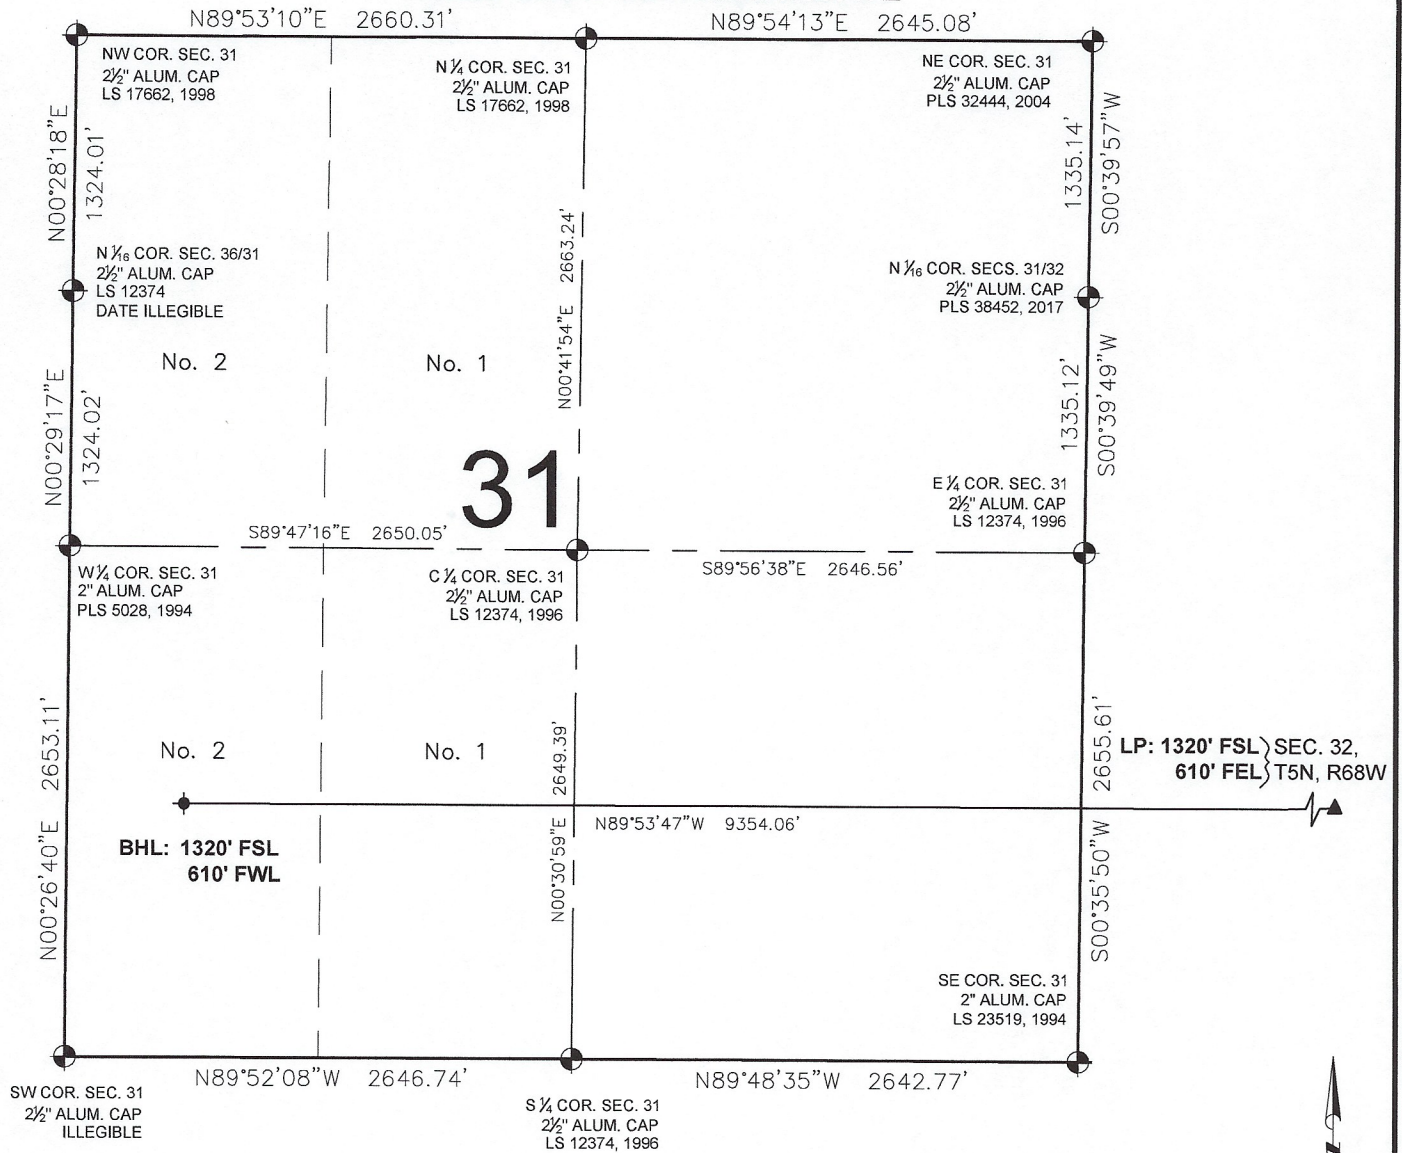 N89°53'10"E 2660.31'
N89°54'13"E 2645.08'
NW COR. SEC. 31
2½" ALUM. CAP
LS 17662, 1998
N ¼ COR. SEC. 31
2½" ALUM. CAP
LS 17662, 1998
NE COR. SEC. 31
2½" ALUM. CAP
PLS 32444, 2004
N00°28'18"E
1324.01'
1335.14'
S00°39'57"W
N 1⁄16 COR. SEC. 36/31
2½" ALUM. CAP
LS 12374
DATE ILLEGIBLE
N00°41'54"E 2663.24'
N 1⁄16 COR. SECS. 31/32
2½" ALUM. CAP
PLS 38452, 2017
No. 2
No. 1
N00°29'17"E
1324.02'
1335.12'
S00°39'49"W
31
E ¼ COR. SEC. 31
2½" ALUM. CAP
LS 12374, 1996
S89°47'16"E 2650.05'
S89°56'38"E 2646.56'
W ¼ COR. SEC. 31
2" ALUM. CAP
PLS 5028, 1994
C ¼ COR. SEC. 31
2½" ALUM. CAP
LS 12374, 1996
N00°26'40"E 2653.11'
No. 2
No. 1
N00°30'59"E 2649.39'
S00°35'50"W 2655.61'
LP: 1320' FSL
610' FEL
SEC. 32,
T5N, R68W
N89°53'47"W 9354.06'
BHL: 1320' FSL
610' FWL
SE COR. SEC. 31
2" ALUM. CAP
LS 23519, 1994
N89°52'08"W 2646.74'
N89°48'35"W 2642.77'
SW COR. SEC. 31
2½" ALUM. CAP
ILLEGIBLE
S ¼ COR. SEC. 31
2½" ALUM. CAP
LS 12374, 1996